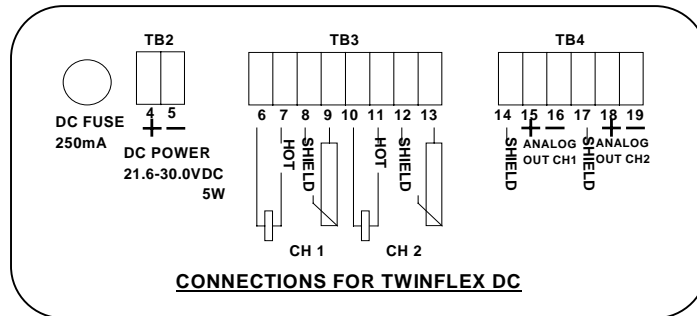 TB2
TB3
TB4
DC FUSE
250mA
4 5
+ −
DC POWER
21.6-30.0VDC
5W
6 7 8 9 10 11 12 13
HOT
SHIELD
HOT
SHIELD
CH 1
CH 2
14 15 16 17 18 19
SHIELD
+ −
ANALOG
OUT CH1
SHIELD
+ −
ANALOG
OUT CH2
CONNECTIONS FOR TWINFLEX DC